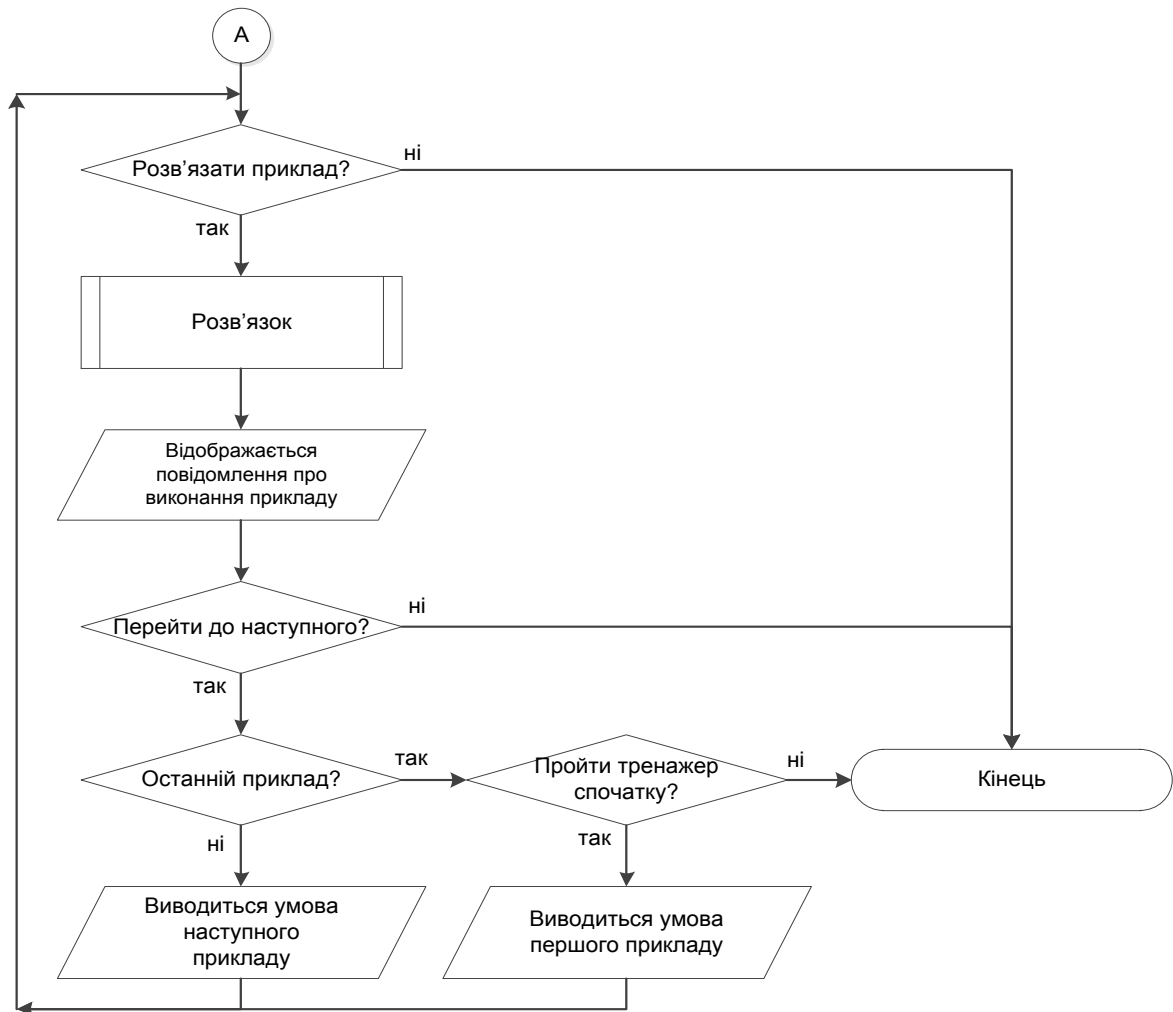 А
Розв’язати приклад?
ні
так
Розв’язок
Відображається
повідомлення про
виконання прикладу
Перейти до наступного?
ні
так
Останній приклад?
так
Пройти тренажер
спочатку?
ні
Кінець
ні
так
Виводиться умова
наступного
прикладу
Виводиться умова
першого прикладу